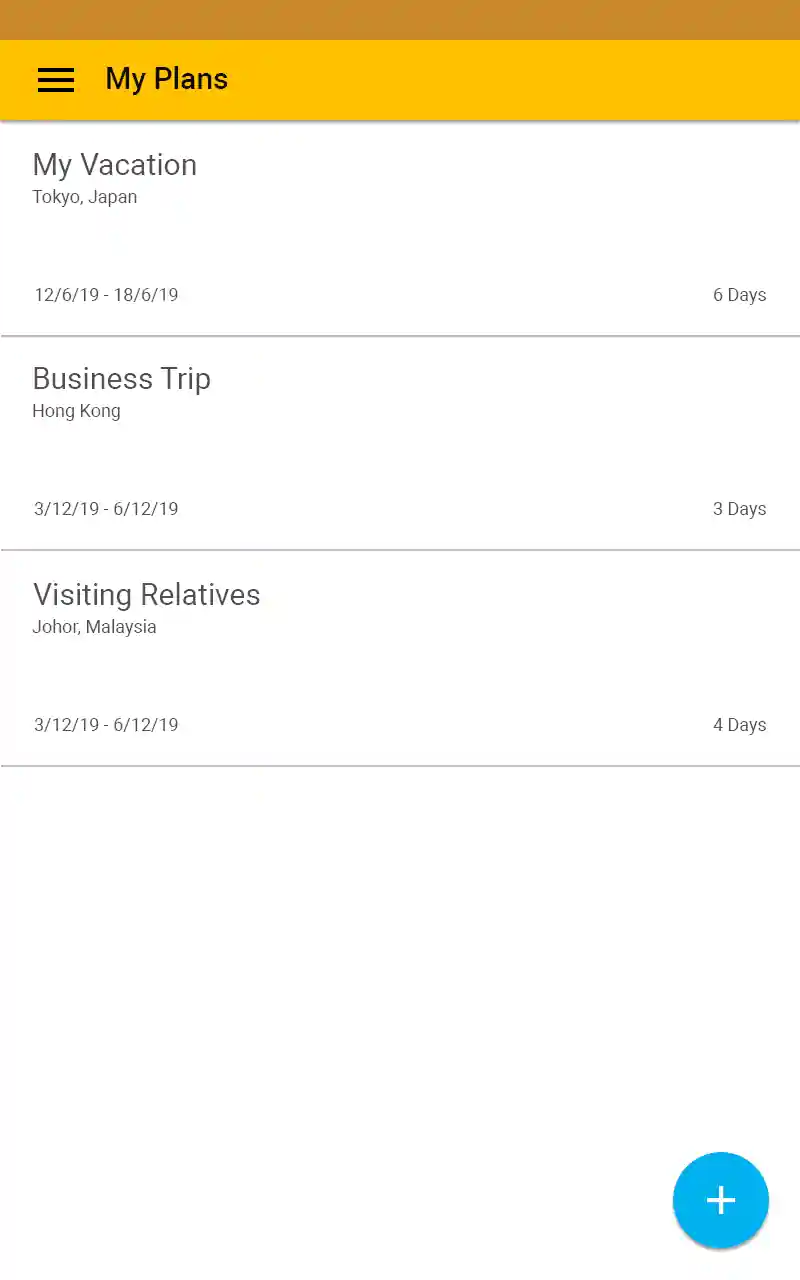 My Plans
My Vacation
Tokyo, Japan
12/6/19 - 18/6/19 6 Days
Business Trip
Hong Kong
3/12/19 - 6/12/19 3 Days
Visiting Relatives
Johor, Malaysia
3/12/19 - 6/12/19 4 Days